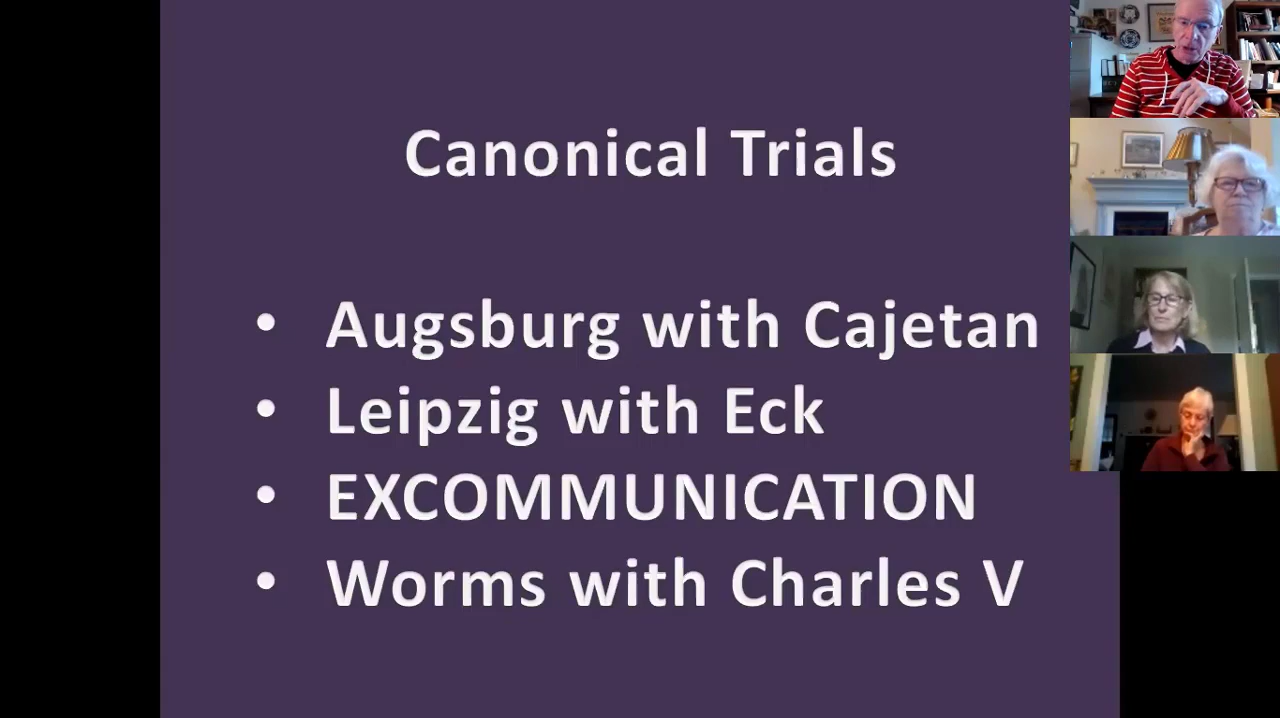 Canonical Trials
• Augsburg with Cajetan
• Leipzig with Eck
• EXCOMMUNICATION
• Worms with Charles V